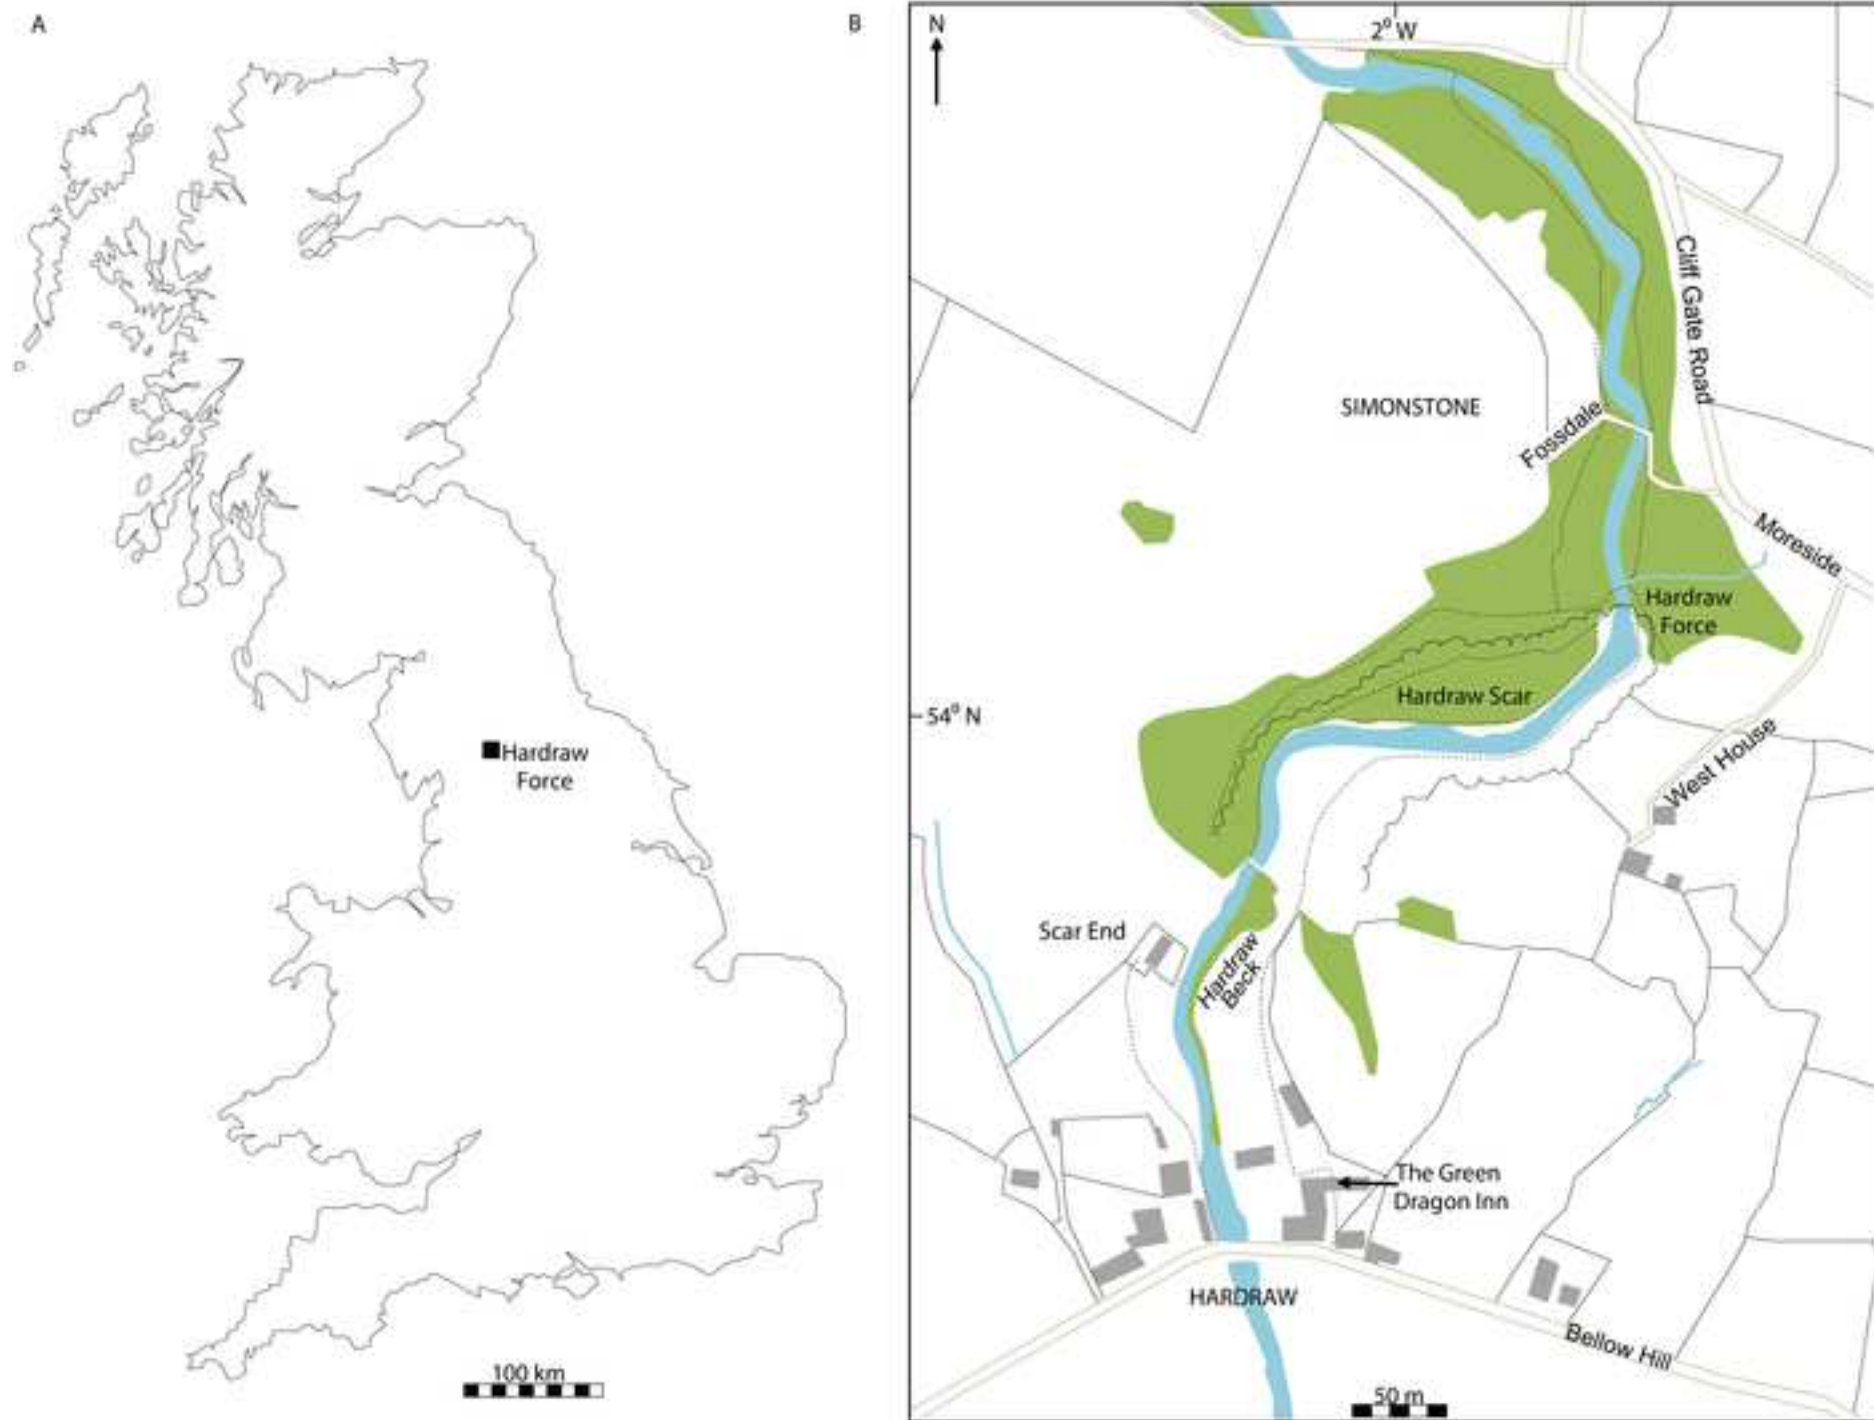 A
B
N
2° W
Cliff Gate Road
SIMONSTONE
Fossdale
Moreside
Hardraw
Force
Hardraw Scar
54° N
Hardraw
Force
West House
Scar End
Hardraw
Beck
The Green
Dragon Inn
HARDRAW
Bellow Hill
100 km
50 m